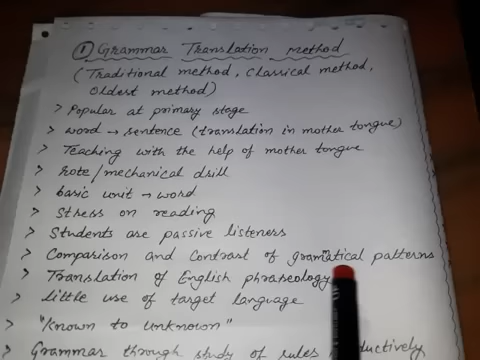 ① Grammar Translation method
(Traditional method, Classical method,
Oldest method)
> Popular at primary stage
> word → sentence (translation in mother tongue)
> Teaching with the help of mother tongue
> Rote/mechanical drill
> basic unit → word
> Stress on reading
> Students are passive listeners
> Comparison and Contrast of gramatical patterns
> Translation of English phraseology
> Little use of target language
> "Known to Unknown"
> Grammar through study of rules